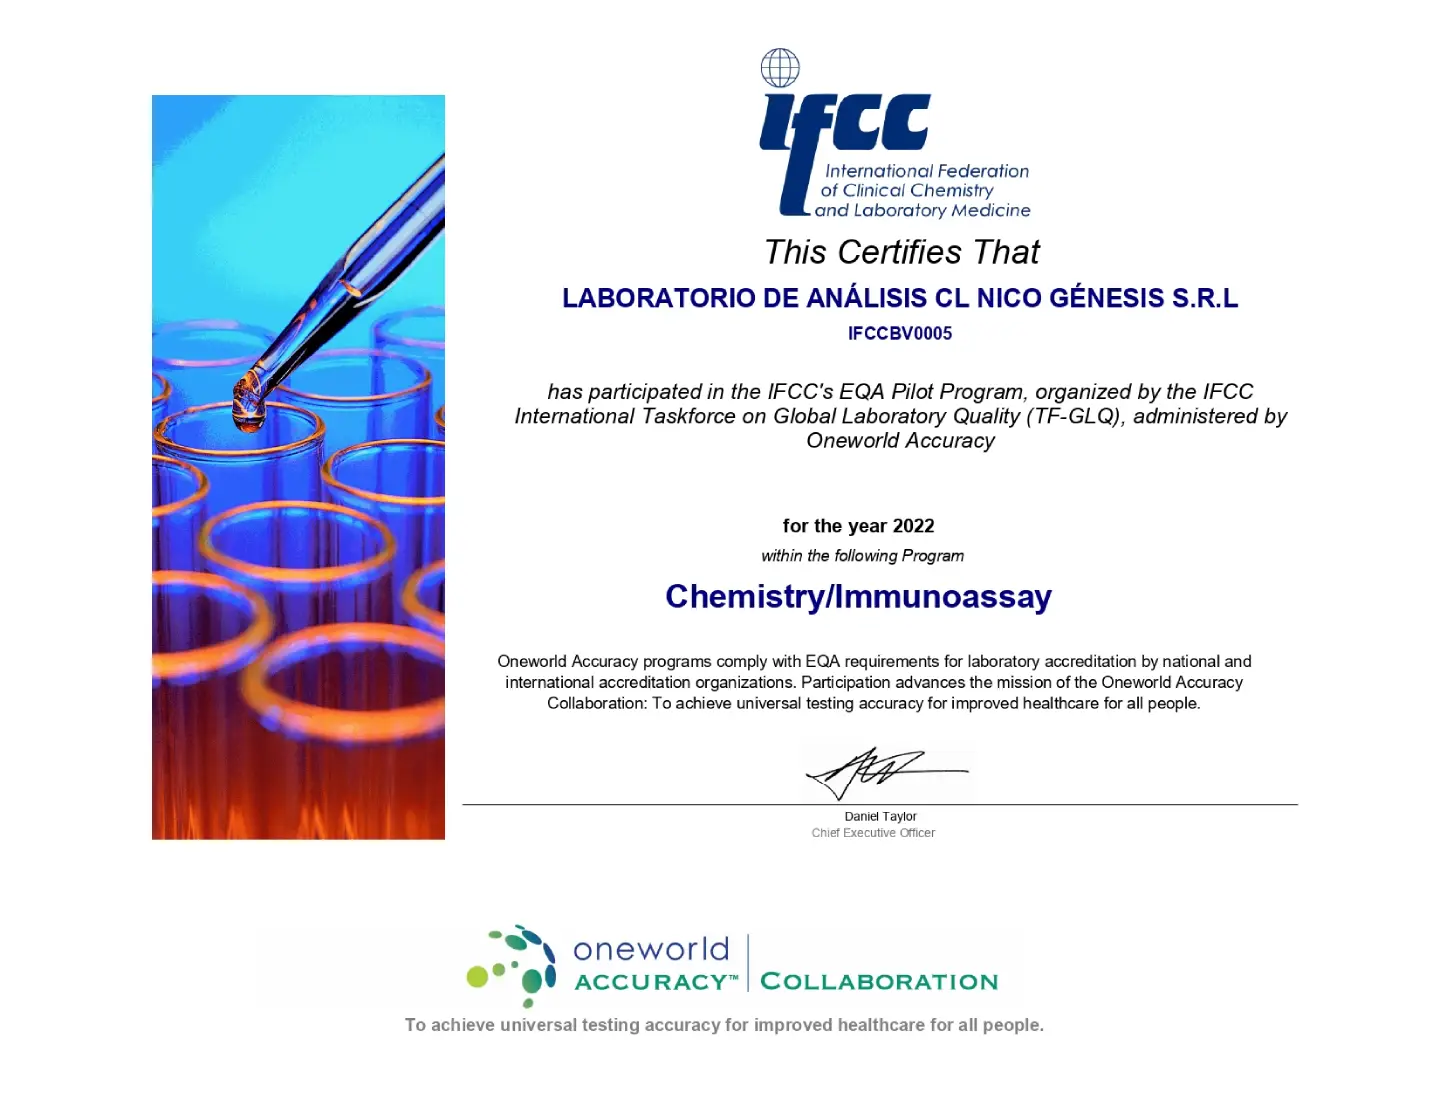 ifcc
International Federation
of Clinical Chemistry
and Laboratory Medicine
This Certifies That
LABORATORIO DE ANÁLISIS CL NICO GÉNESIS S.R.L
IFCCBV0005
has participated in the IFCC's EQA Pilot Program, organized by the IFCC
International Taskforce on Global Laboratory Quality (TF-GLQ), administered by
Oneworld Accuracy
for the year 2022
within the following Program
Chemistry/Immunoassay
Oneworld Accuracy programs comply with EQA requirements for laboratory accreditation by national and
international accreditation organizations. Participation advances the mission of the Oneworld Accuracy
Collaboration: To achieve universal testing accuracy for improved healthcare for all people.
Daniel Taylor
Chief Executive Officer
oneworld
ACCURACY™ COLLABORATION
To achieve universal testing accuracy for improved healthcare for all people.